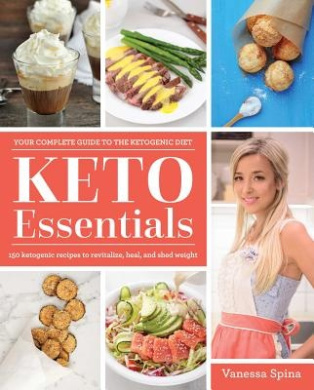 YOUR COMPLETE GUIDE TO THE KETOGENIC DIET
KETO
Essentials
150 ketogenic recipes to revitalize, heal, and shed weight
Vanessa Spina